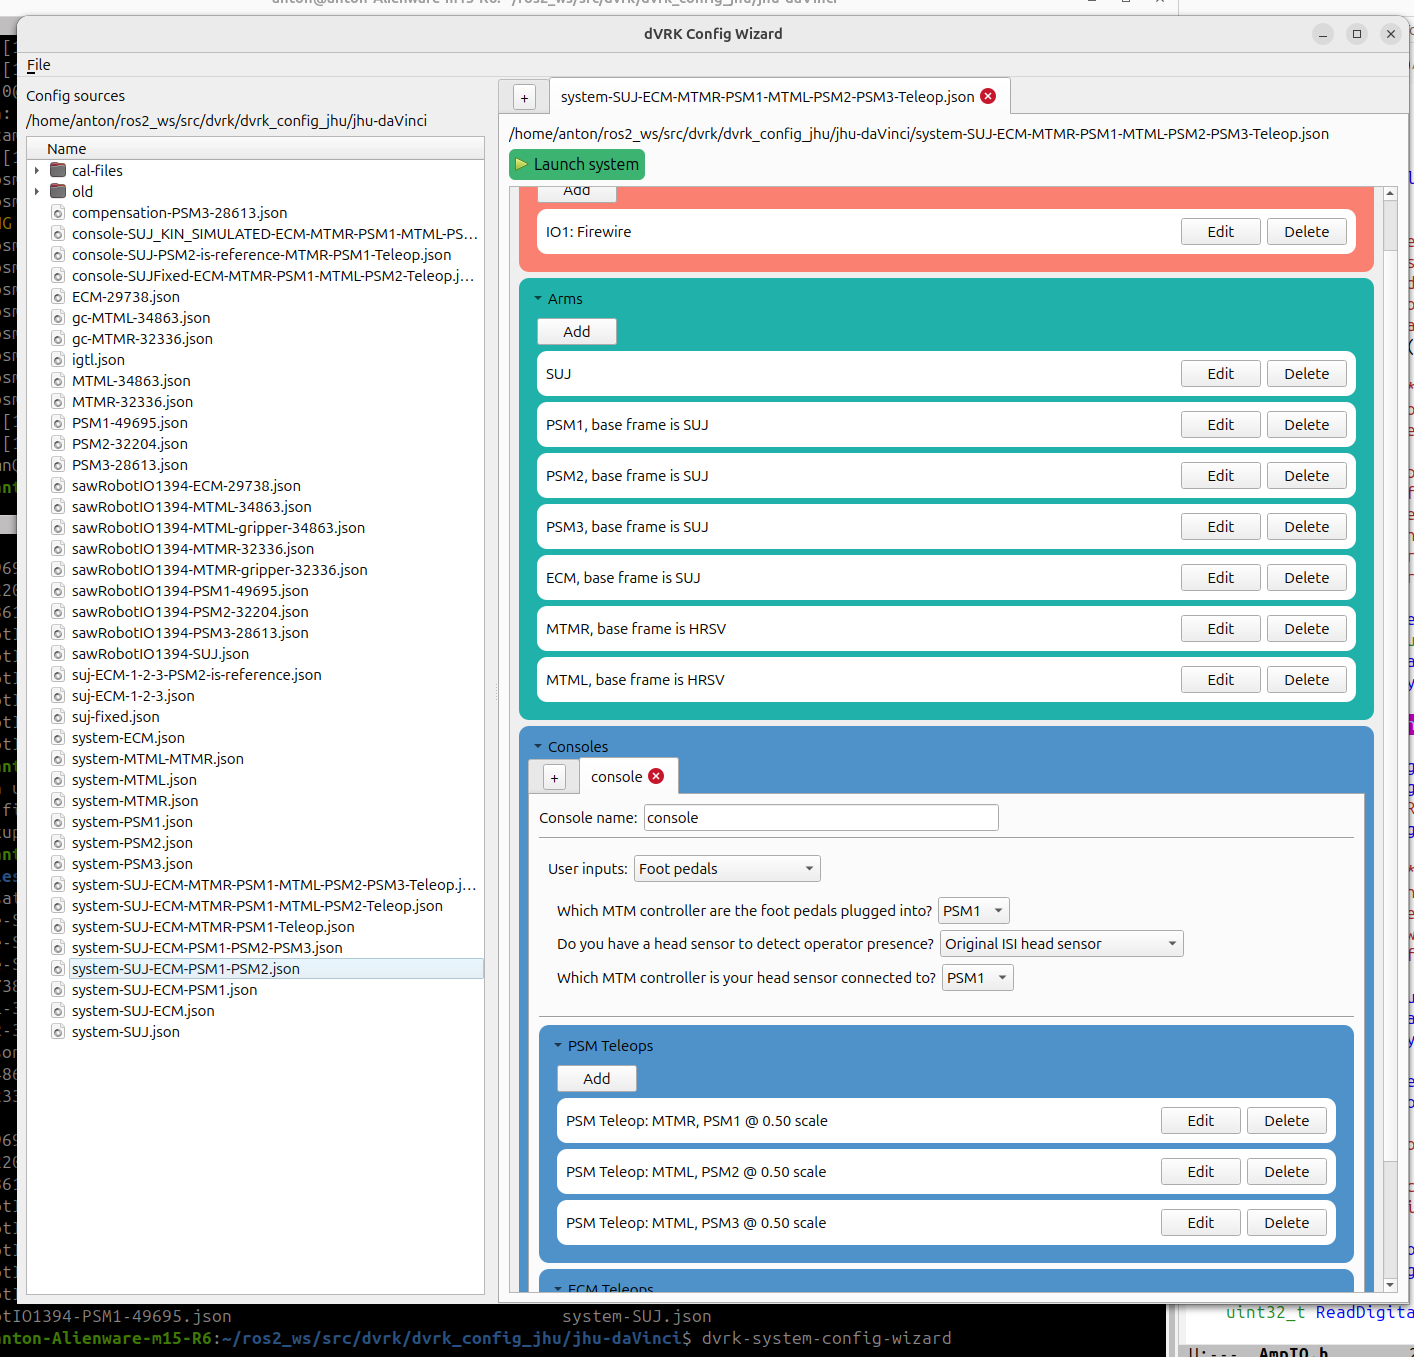 dVRK Config Wizard
File
Config sources
/home/anton/ros2_ws/src/dvrk/dvrk_config_jhu/jhu-daVinci
Name
cal-files
old
compensation-PSM3-28613.json
console-SUJ_KIN_SIMULATED-ECM-MTMR-PSM1-MTML-PS...
console-SUJ-PSM2-is-reference-MTMR-PSM1-Teleop.json
console-SUJFixed-ECM-MTMR-PSM1-MTML-PSM2-Teleop.j...
ECM-29738.json
gc-MTML-34863.json
gc-MTMR-32336.json
igtl.json
MTML-34863.json
MTMR-32336.json
PSM1-49695.json
PSM2-32204.json
PSM3-28613.json
sawRobotIO1394-ECM-29738.json
sawRobotIO1394-MTML-34863.json
sawRobotIO1394-MTML-gripper-34863.json
sawRobotIO1394-MTMR-32336.json
sawRobotIO1394-MTMR-gripper-32336.json
sawRobotIO1394-PSM1-49695.json
sawRobotIO1394-PSM2-32204.json
sawRobotIO1394-PSM3-28613.json
sawRobotIO1394-SUJ.json
suj-ECM-1-2-3-PSM2-is-reference.json
suj-ECM-1-2-3.json
suj-fixed.json
system-ECM.json
system-MTML-MTMR.json
system-MTML.json
system-MTMR.json
system-PSM1.json
system-PSM2.json
system-PSM3.json
system-SUJ-ECM-MTMR-PSM1-MTML-PSM2-PSM3-Teleop.j...
system-SUJ-ECM-MTMR-PSM1-MTML-PSM2-Teleop.json
system-SUJ-ECM-MTMR-PSM1-Teleop.json
system-SUJ-ECM-PSM1-PSM2-PSM3.json
system-SUJ-ECM-PSM1-PSM2.json
system-SUJ-ECM-PSM1.json
system-SUJ-ECM.json
system-SUJ.json
+ system-SUJ-ECM-MTMR-PSM1-MTML-PSM2-PSM3-Teleop.json
/home/anton/ros2_ws/src/dvrk/dvrk_config_jhu/jhu-daVinci/system-SUJ-ECM-MTMR-PSM1-MTML-PSM2-PSM3-Teleop.json
Launch system
Add
IO1: Firewire Edit Delete
Arms
Add
SUJ Edit Delete
PSM1, base frame is SUJ Edit Delete
PSM2, base frame is SUJ Edit Delete
PSM3, base frame is SUJ Edit Delete
ECM, base frame is SUJ Edit Delete
MTMR, base frame is HRSV Edit Delete
MTML, base frame is HRSV Edit Delete
Consoles
+ console
Console name: console
User inputs: Foot pedals
Which MTM controller are the foot pedals plugged into? PSM1
Do you have a head sensor to detect operator presence? Original ISI head sensor
Which MTM controller is your head sensor connected to? PSM1
PSM Teleops
Add
PSM Teleop: MTMR, PSM1 @ 0.50 scale Edit Delete
PSM Teleop: MTML, PSM2 @ 0.50 scale Edit Delete
PSM Teleop: MTML, PSM3 @ 0.50 scale Edit Delete
ECM Teleops
otIO1394-PSM1-49695.json system-SUJ.json
anton-Alienware-m15-R6:~/ros2_ws/src/dvrk/dvrk_config_jhu/jhu-daVinci$ dvrk-system-config-wizard
uint32_t ReadDigita
U:--- AmpIO.h